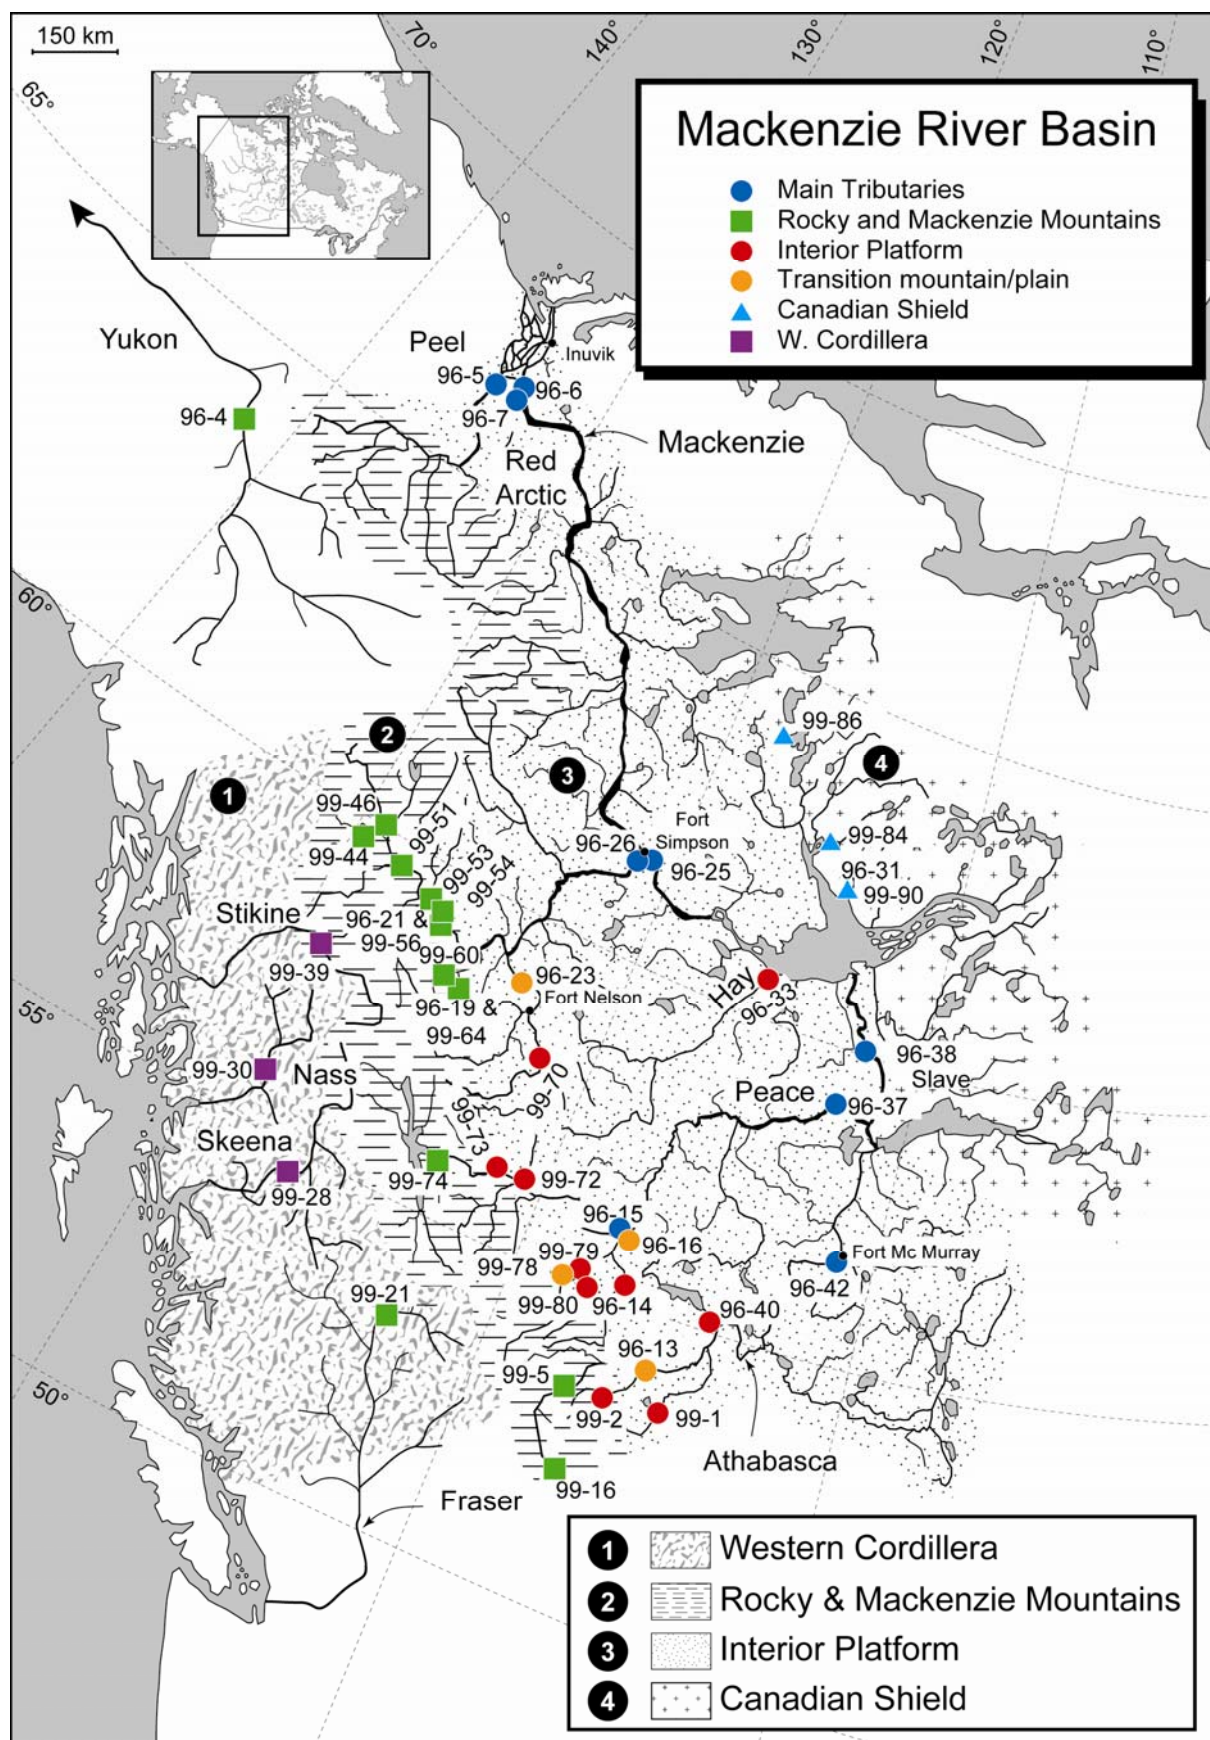 150 km
70°
140°
130°
120°
110°
65°
Mackenzie River Basin
Main Tributaries
Rocky and Mackenzie Mountains
Interior Platform
Transition mountain/plain
Canadian Shield
W. Cordillera
Yukon
Peel
Inuvik
96-5
96-6
96-4
96-7
Mackenzie
Red
Arctic
60°
2
99-86
3
4
1
99-46
99-51
Fort
Simpson
99-44
99-53
96-26
99-84
99-54
96-25
96-31
99-90
Stikine
96-21 &
99-56
99-60
99-39
96-23
Hay
96-33
Fort Nelson
96-19 &
99-64
55°
96-38
Slave
99-30
Nass
99-70
Peace
96-37
99-73
Skeena
99-74
99-72
99-28
96-15
96-16
Fort Mc Murray
99-79
99-78
96-42
99-80
96-14
99-21
96-40
96-13
99-5
50°
99-2
99-1
Athabasca
99-16
Fraser
1 Western Cordillera
2 Rocky & Mackenzie Mountains
3 Interior Platform
4 Canadian Shield